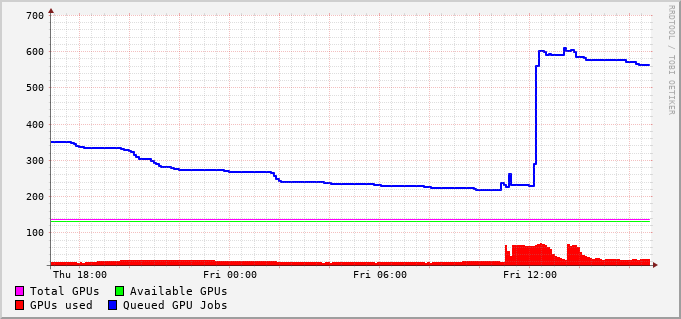 700
600
500
400
300
200
100
Thu 18:00 Fri 00:00 Fri 06:00 Fri 12:00
Total GPUs Available GPUs
GPUs used Queued GPU Jobs
RRDTOOL / TOBI OETIKER